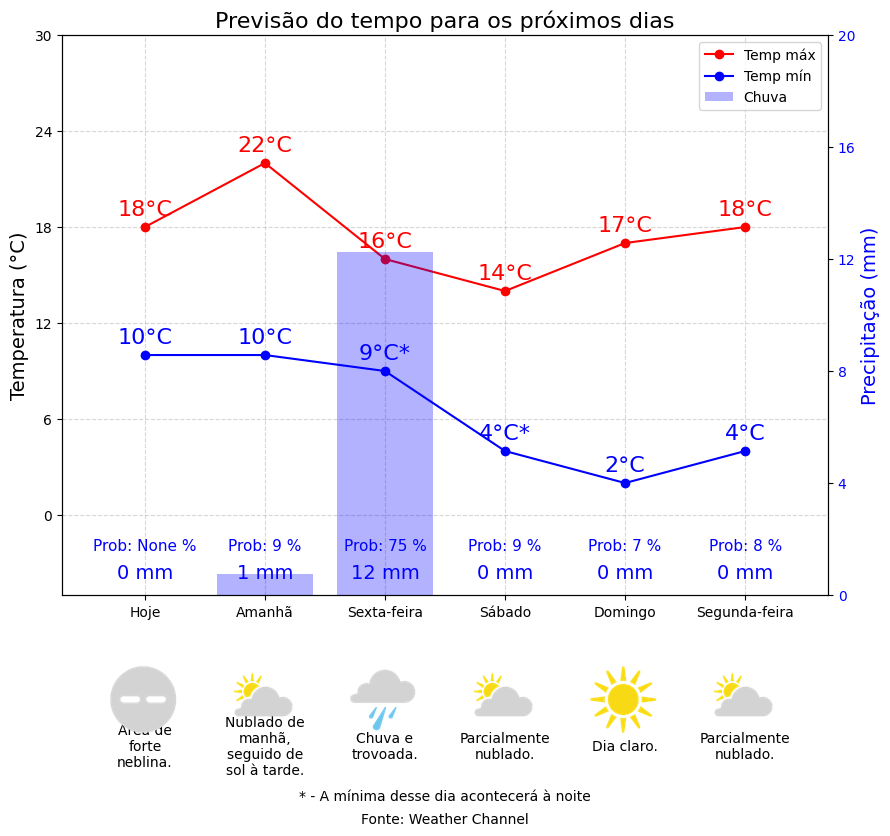 Previsão do tempo para os próximos dias
30
24
18
12
6
0
Temperatura (°C)
20
16
12
8
4
0
Precipitação (mm)
Temp máx
Temp mín
Chuva
18°C
22°C
16°C
14°C
17°C
18°C
10°C
10°C
9°C*
4°C*
2°C
4°C
Prob: None %
Prob: 9 %
Prob: 75 %
Prob: 9 %
Prob: 7 %
Prob: 8 %
0 mm
1 mm
12 mm
0 mm
0 mm
0 mm
Hoje
Amanhã
Sexta-feira
Sábado
Domingo
Segunda-feira
Área de
forte
neblina.
Nublado de
manhã,
seguido de
sol à tarde.
Chuva e
trovoada.
Parcialmente
nublado.
Dia claro.
Parcialmente
nublado.
* - A mínima desse dia acontecerá à noite
Fonte: Weather Channel